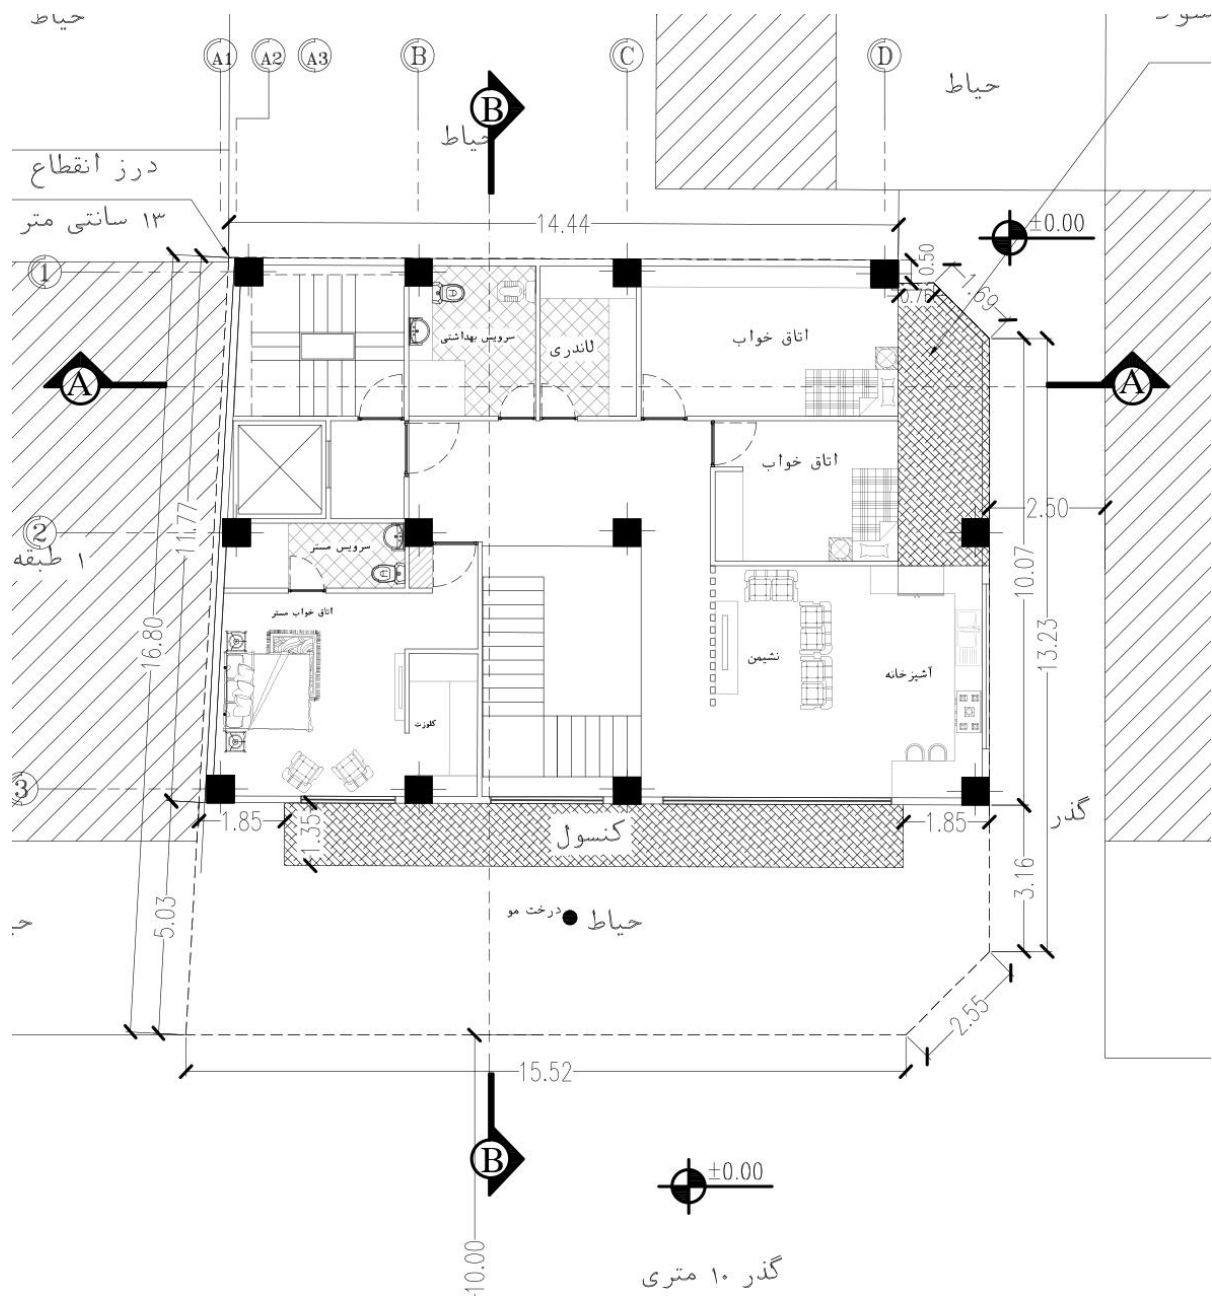 حیاط
A1
A2
A3
B
C
D
B
حیاط
حیاط
درز انقطاع
۱۳ سانتی متر
14.44
±0.00
0.50
1.69
1
A
A
سرویس بهداشتی
لاندری
اتاق خواب
اتاق خواب
11.77
2.50
2
۱ طبقه
سرویس مستر
10.07
اتاق خواب مستر
16.80
13.23
نشیمن
آشپزخانه
کلوزت
3
1.85
1.35
کنسول
1.85
گذر
3.16
5.03
درخت مو
حیاط
2.55
15.52
B
±0.00
10.00
گذر ۱۰ متری